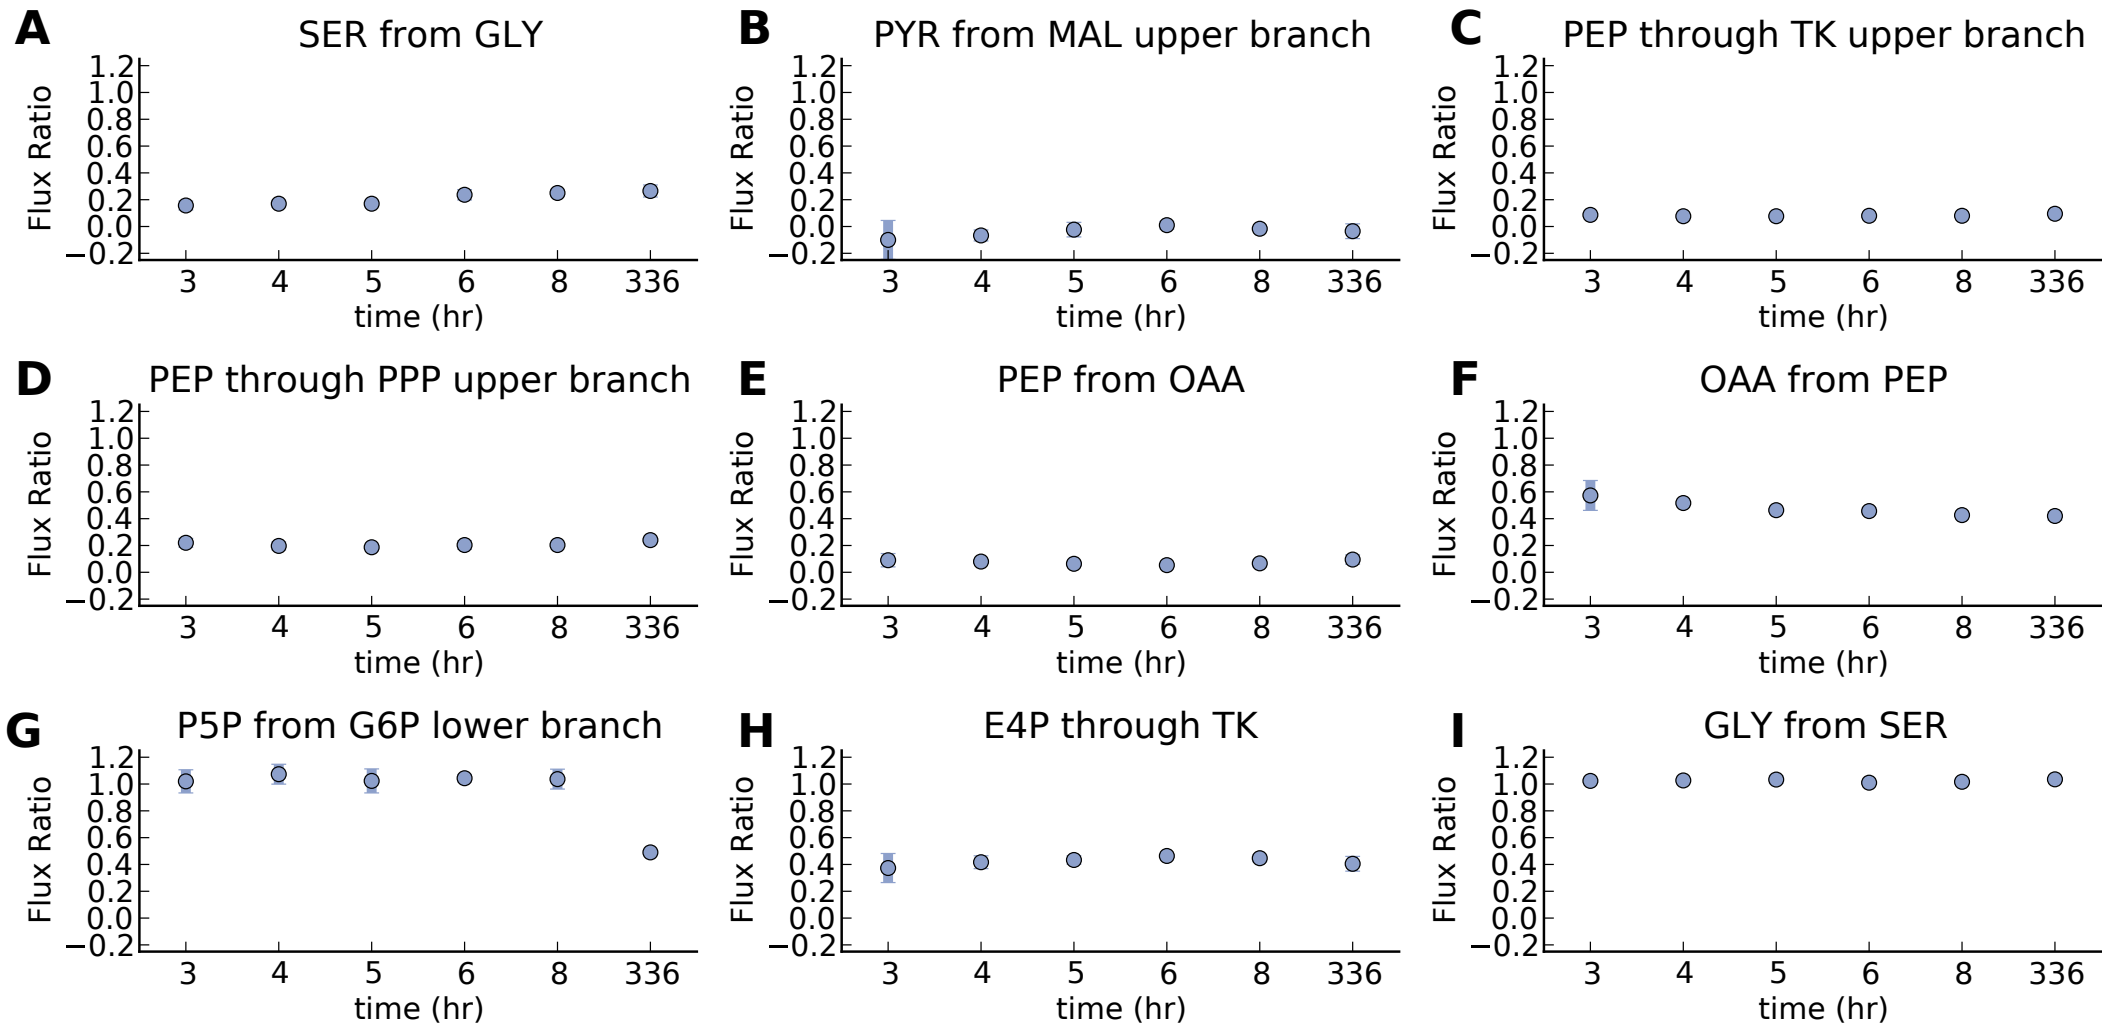 A SER from GLY
Flux Ratio
1.2
1.0
0.8
0.6
0.4
0.2
0.0
−0.2
3 4 5 6 8 336
time (hr)
B PYR from MAL upper branch
Flux Ratio
1.2
1.0
0.8
0.6
0.4
0.2
0.0
−0.2
3 4 5 6 8 336
time (hr)
C PEP through TK upper branch
Flux Ratio
1.2
1.0
0.8
0.6
0.4
0.2
0.0
−0.2
3 4 5 6 8 336
time (hr)
D PEP through PPP upper branch
Flux Ratio
1.2
1.0
0.8
0.6
0.4
0.2
0.0
−0.2
3 4 5 6 8 336
time (hr)
E PEP from OAA
Flux Ratio
1.2
1.0
0.8
0.6
0.4
0.2
0.0
−0.2
3 4 5 6 8 336
time (hr)
F OAA from PEP
Flux Ratio
1.2
1.0
0.8
0.6
0.4
0.2
0.0
−0.2
3 4 5 6 8 336
time (hr)
G P5P from G6P lower branch
Flux Ratio
1.2
1.0
0.8
0.6
0.4
0.2
0.0
−0.2
3 4 5 6 8 336
time (hr)
H E4P through TK
Flux Ratio
1.2
1.0
0.8
0.6
0.4
0.2
0.0
−0.2
3 4 5 6 8 336
time (hr)
I GLY from SER
Flux Ratio
1.2
1.0
0.8
0.6
0.4
0.2
0.0
−0.2
3 4 5 6 8 336
time (hr)